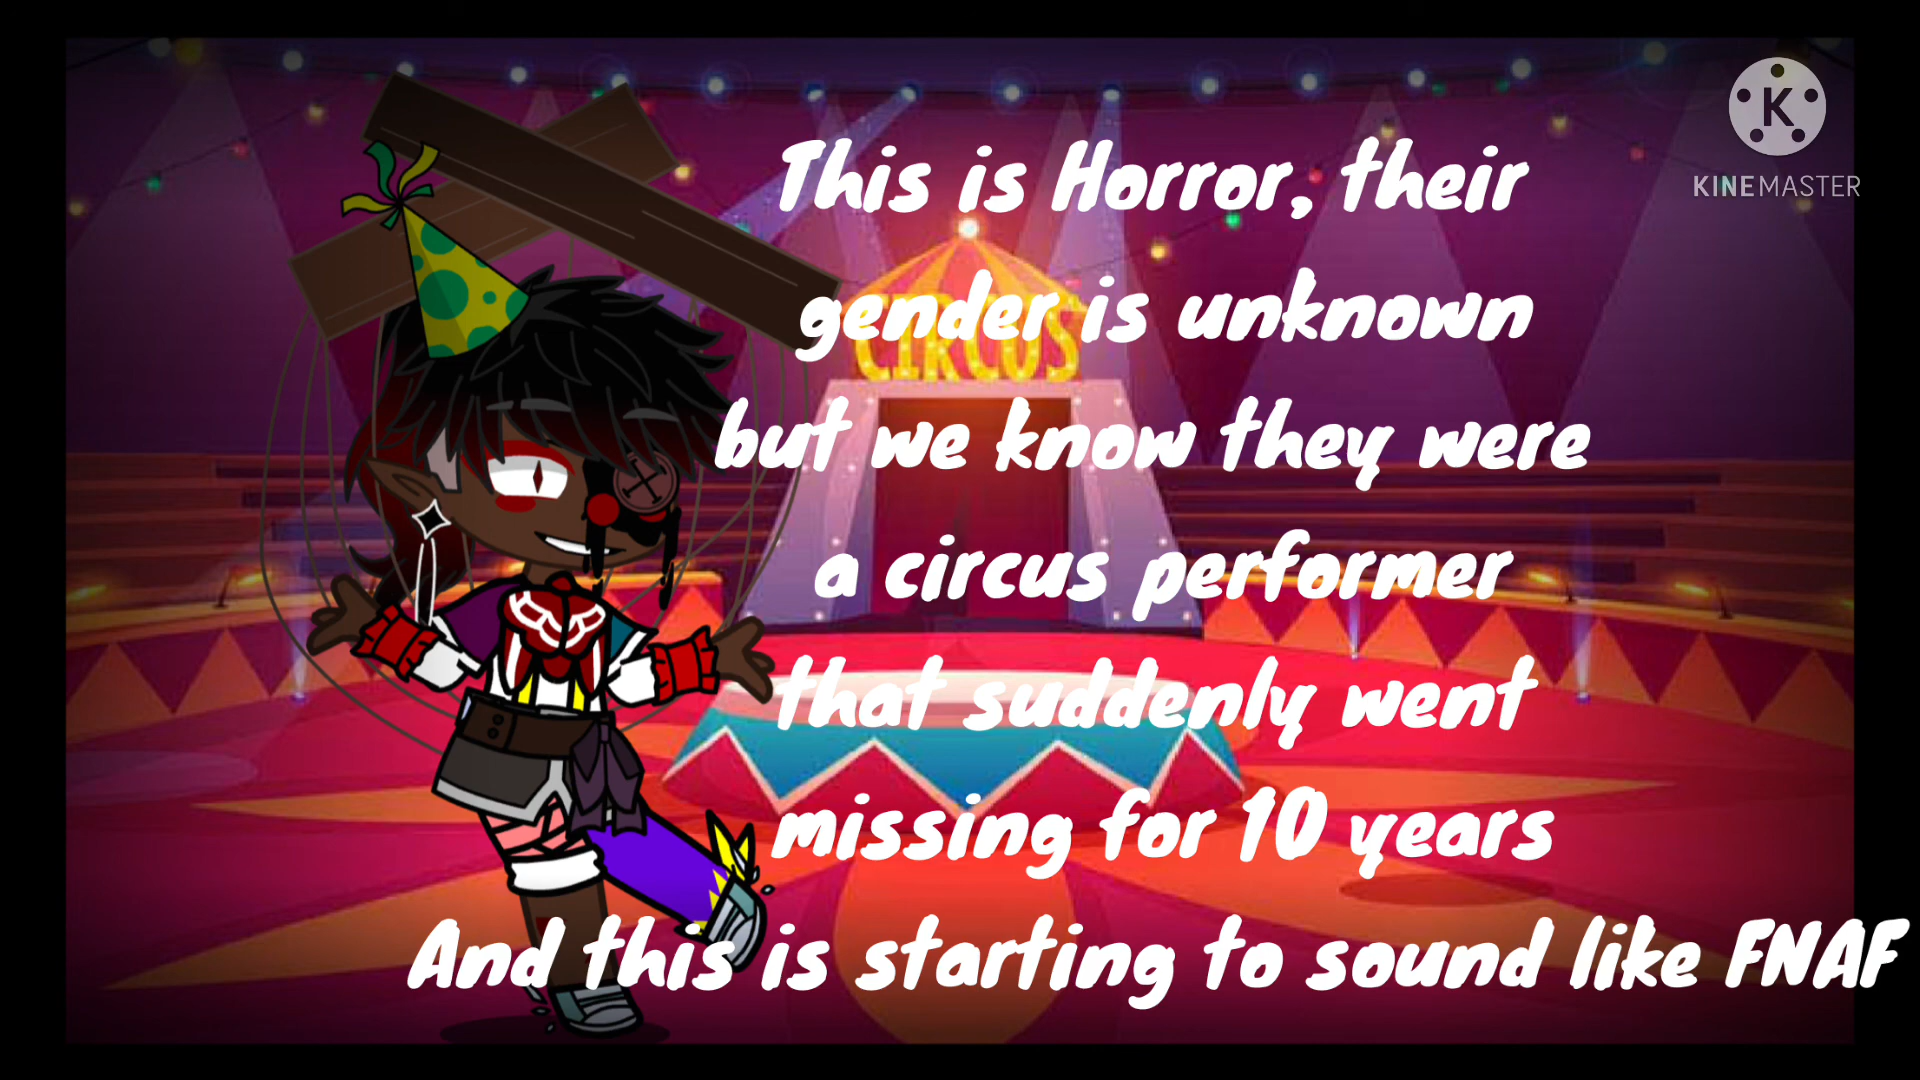 K
KINEMASTER
This is Horror, their
gender is unknown
CIRCUS
but we know they were
a circus performer
that suddenly went
missing for 10 years
And this is starting to sound like FNAF